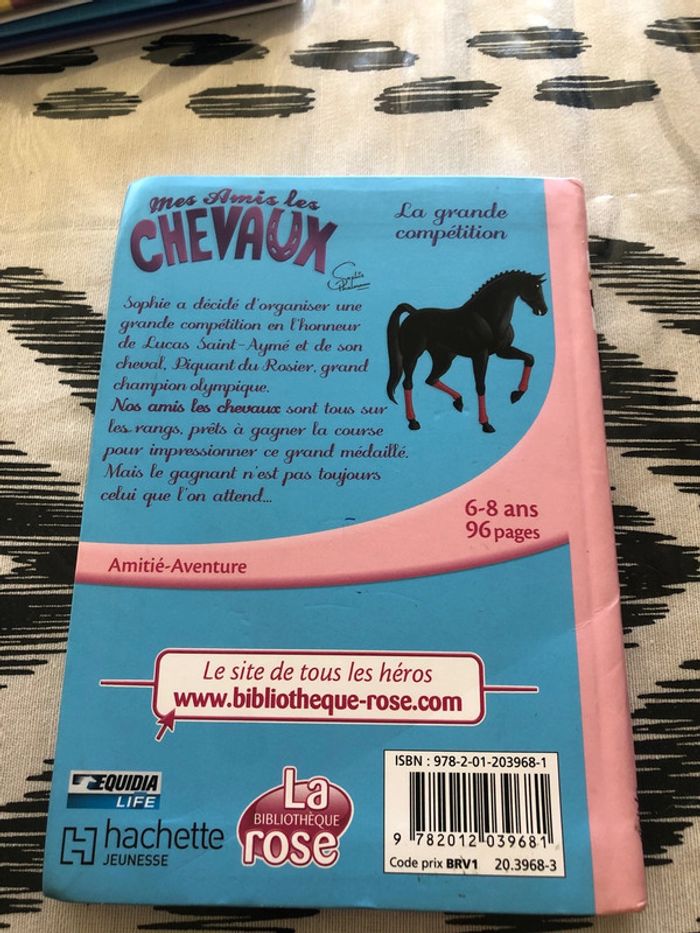 Mes Amis les
CHEVAUX
La grande
compétition
Sophie a décidé d'organiser une
grande compétition en l'honneur
de Lucas Saint-Aymé et de son
cheval, Piquant du Rosier, grand
champion olympique.
Nos amis les chevaux sont tous sur
les rangs, prêts à gagner la course
pour impressionner ce grand médaillé.
Mais le gagnant n'est pas toujours
celui que l'on attend...
6-8 ans
96 pages
Amitié-Aventure
Le site de tous les héros
www.bibliotheque-rose.com
EQUIDIA
LIFE
hachette
JEUNESSE
La
BIBLIOTHÈQUE
rose
ISBN : 978-2-01-203968-1
9 782012 039681
Code prix BRV1 20.3968-3